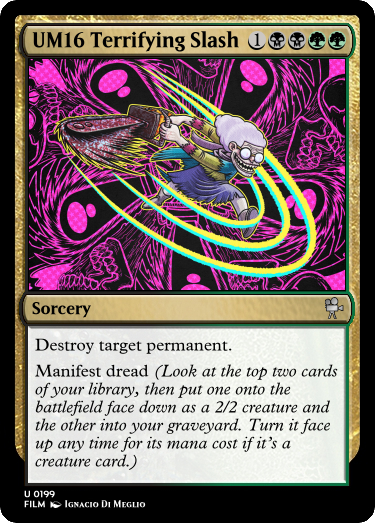 UM16 Terrifying Slash 1
Sorcery
Destroy target permanent.
Manifest dread (Look at the top two cards
of your library, then put one onto the
battlefield face down as a 2/2 creature and
the other into your graveyard. Turn it face
up any time for its mana cost if it's a
creature card.)
U 0199
FILM Ignacio Di Meglio